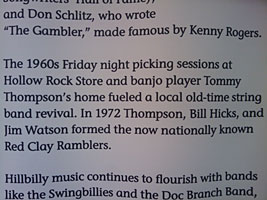 and Don Schlitz, who wrote
"The Gambler," made famous by Kenny Rogers.
The 1960s Friday night picking sessions at
Hollow Rock Store and banjo player Tommy
Thompson's home fueled a local old-time string
band revival. In 1972 Thompson, Bill Hicks, and
Jim Watson formed the now nationally known
Red Clay Ramblers.
Hillbilly music continues to flourish with bands
like the Swingbillies and the Doc Branch Band,